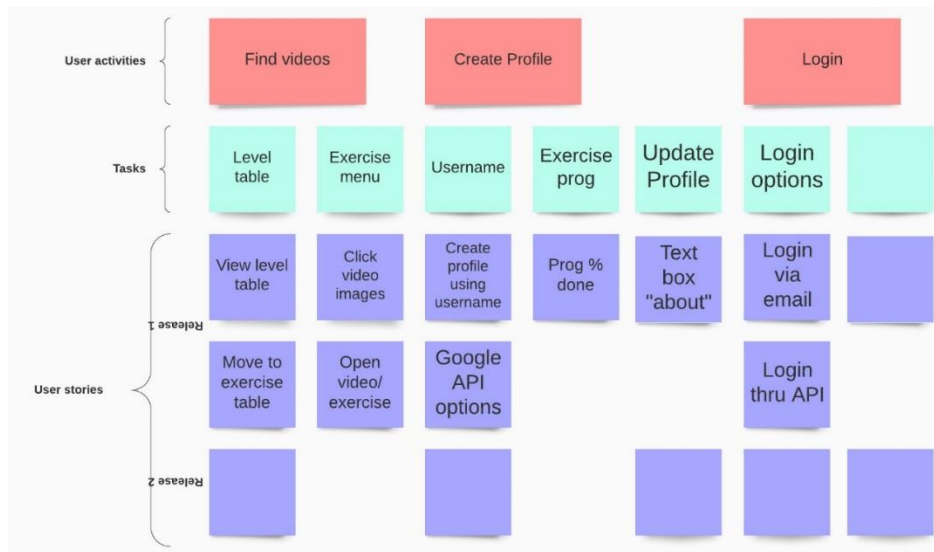 User activities
Find videos
Create Profile
Login
Tasks
Level
table
Exercise
menu
Username
Exercise
prog
Update
Profile
Login
options
User stories
Release 1
View level
table
Click
video
images
Create
profile
using
username
Prog %
done
Text
box
"about"
Login
via
email
Move to
exercise
table
Open
video/
exercise
Google
API
options
Login
thru API
Release 2